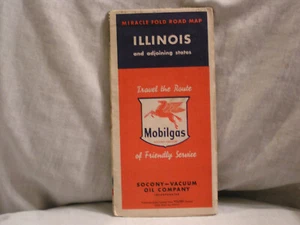 MIRACLE FOLD ROAD MAP
ILLINOIS
and adjoining states
Travel the Route
Mobilgas
of Friendly Service
SOCONY-VACUUM
OIL COMPANY